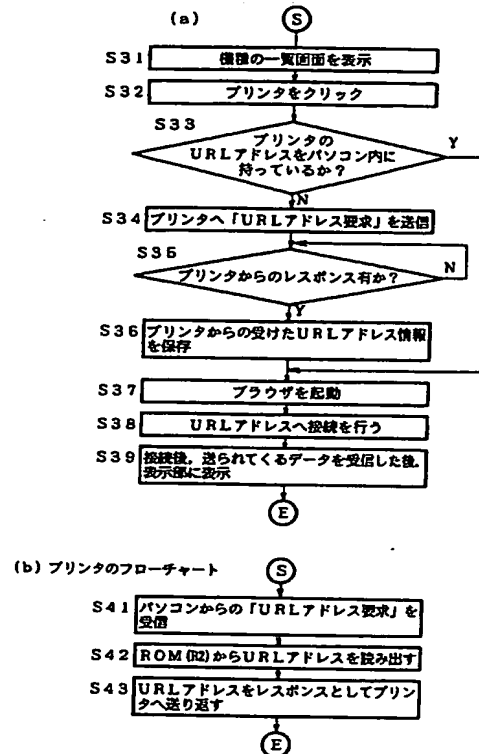 (a)
S
S31 機種の一覧画面を表示
S32 プリンタをクリック
S33
プリンタの
URLアドレスをパソコン内に
持っているか?
Y
N
S34 プリンタへ「URLアドレス要求」を送信
S35
プリンタからのレスポンス有か?
N
Y
S36 プリンタからの受けたURLアドレス情報
を保存
S37 ブラウザを起動
S38 URLアドレスへ接続を行う
S39 接続後,送られてくるデータを受信した後,
表示部に表示
E
(b) プリンタのフローチャート
S
S41 パソコンからの「URLアドレス要求」を
受信
S42 ROM(R2)からURLアドレスを読み出す
S43 URLアドレスをレスポンスとしてプリン
タへ送り返す
E